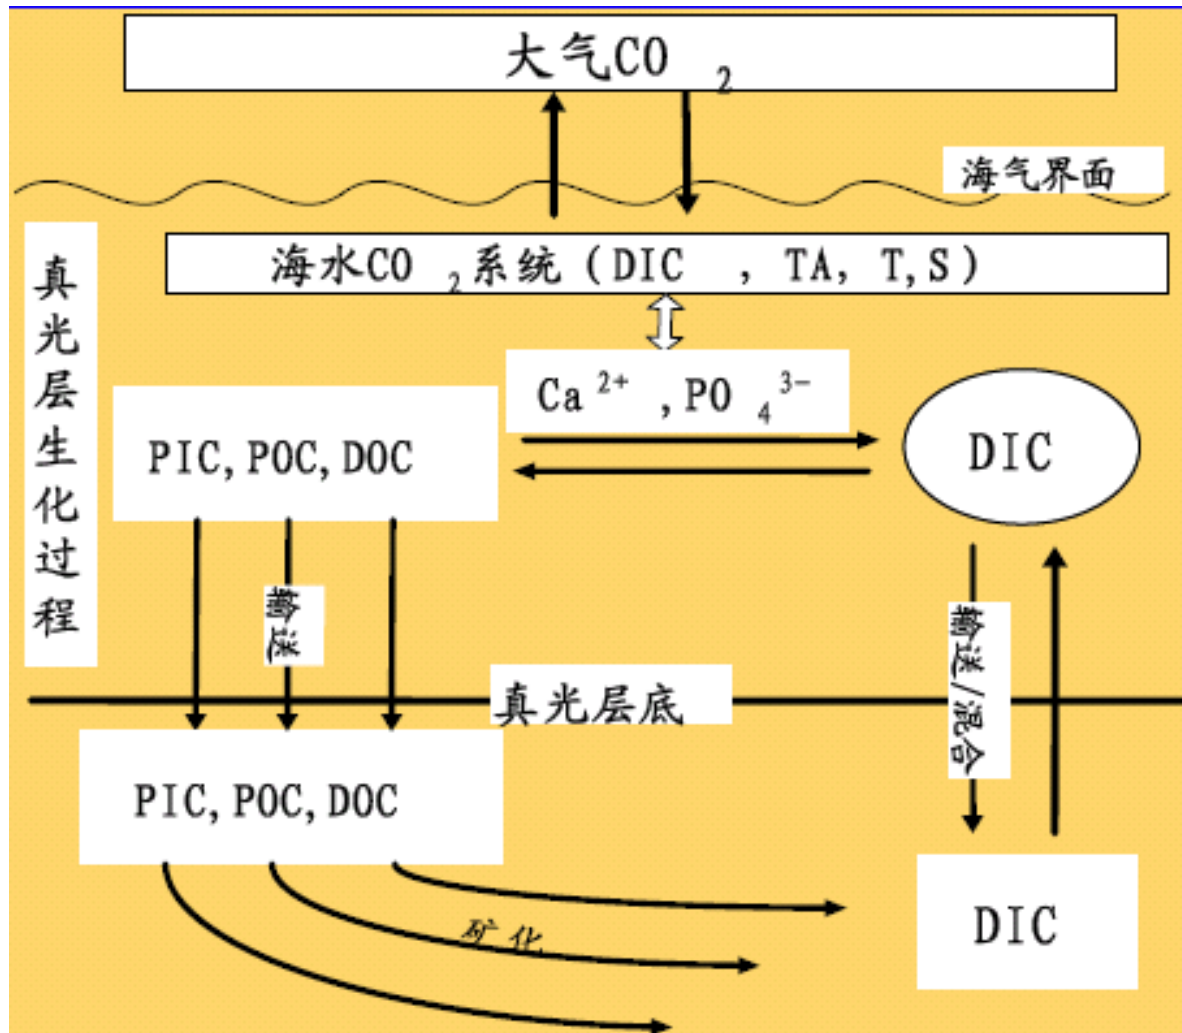 大气CO₂
海气界面
海水CO₂系统(DIC , TA, T,S)
真光层生化过程
Ca²⁺ ,PO₄³⁻
PIC,POC,DOC
DIC
输送
输送/混合
真光层底
PIC,POC,DOC
DIC
矿化